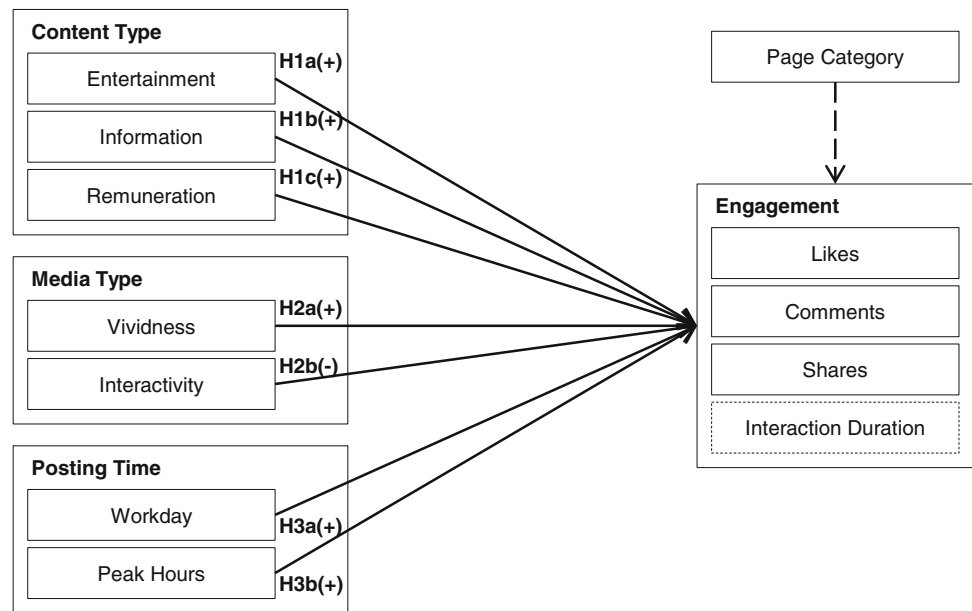 Content Type
Entertainment
H1a(+)
Information
H1b(+)
Remuneration
H1c(+)
Media Type
Vividness
H2a(+)
Interactivity
H2b(-)
Posting Time
Workday
H3a(+)
Peak Hours
H3b(+)
Page Category
Engagement
Likes
Comments
Shares
Interaction Duration